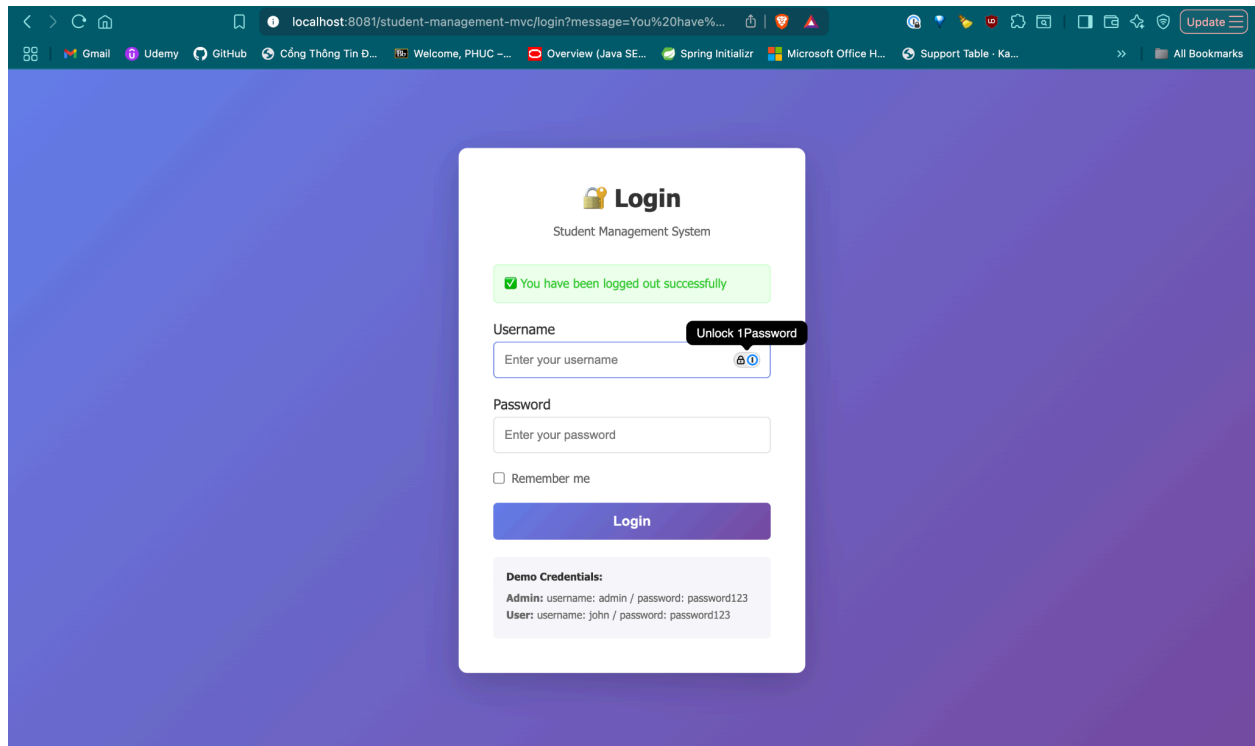 localhost:8081/student-management-mvc/login?message=You%20have%...
Update
Gmail
Udemy
GitHub
Cổng Thông Tin Đ...
Bb
Welcome, PHUC –...
Overview (Java SE...
Spring Initializr
Microsoft Office H...
Support Table · Ka...
All Bookmarks
Login
Student Management System
You have been logged out successfully
Username
Unlock 1Password
Enter your username
Password
Enter your password
Remember me
Login
Demo Credentials:
Admin: username: admin / password: password123
User: username: john / password: password123